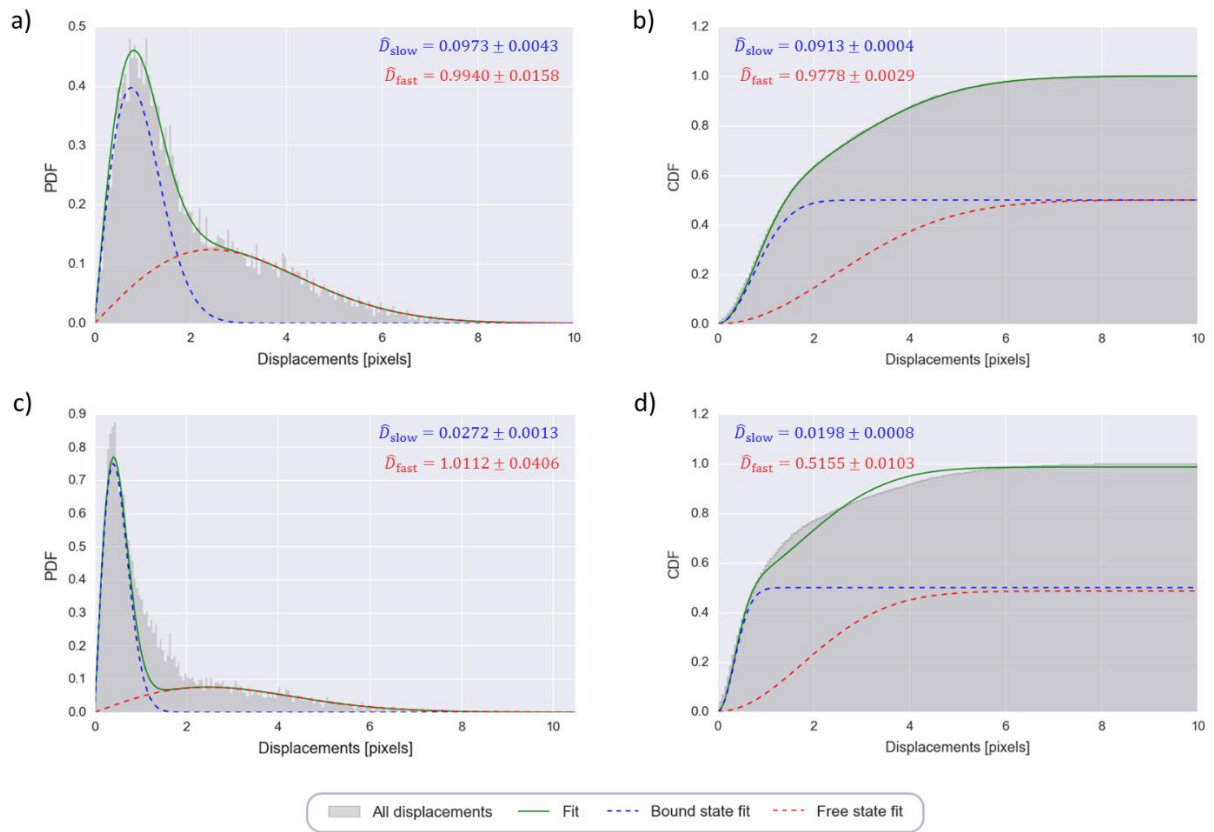 a)
D̂slow = 0.0973 ± 0.0043
D̂fast = 0.9940 ± 0.0158
0.5
0.4
0.3
0.2
0.1
0.0
PDF
0 2 4 6 8 10
Displacements [pixels]
b)
D̂slow = 0.0913 ± 0.0004
D̂fast = 0.9778 ± 0.0029
1.2
1.0
0.8
0.6
0.4
0.2
0.0
CDF
0 2 4 6 8 10
Displacements [pixels]
c)
D̂slow = 0.0272 ± 0.0013
D̂fast = 1.0112 ± 0.0406
0.9
0.8
0.7
0.6
0.5
0.4
0.3
0.2
0.1
0.0
PDF
0 2 4 6 8 10
Displacements [pixels]
d)
D̂slow = 0.0198 ± 0.0008
D̂fast = 0.5155 ± 0.0103
1.2
1.0
0.8
0.6
0.4
0.2
0.0
CDF
0 2 4 6 8 10
Displacements [pixels]
All displacements Fit Bound state fit Free state fit